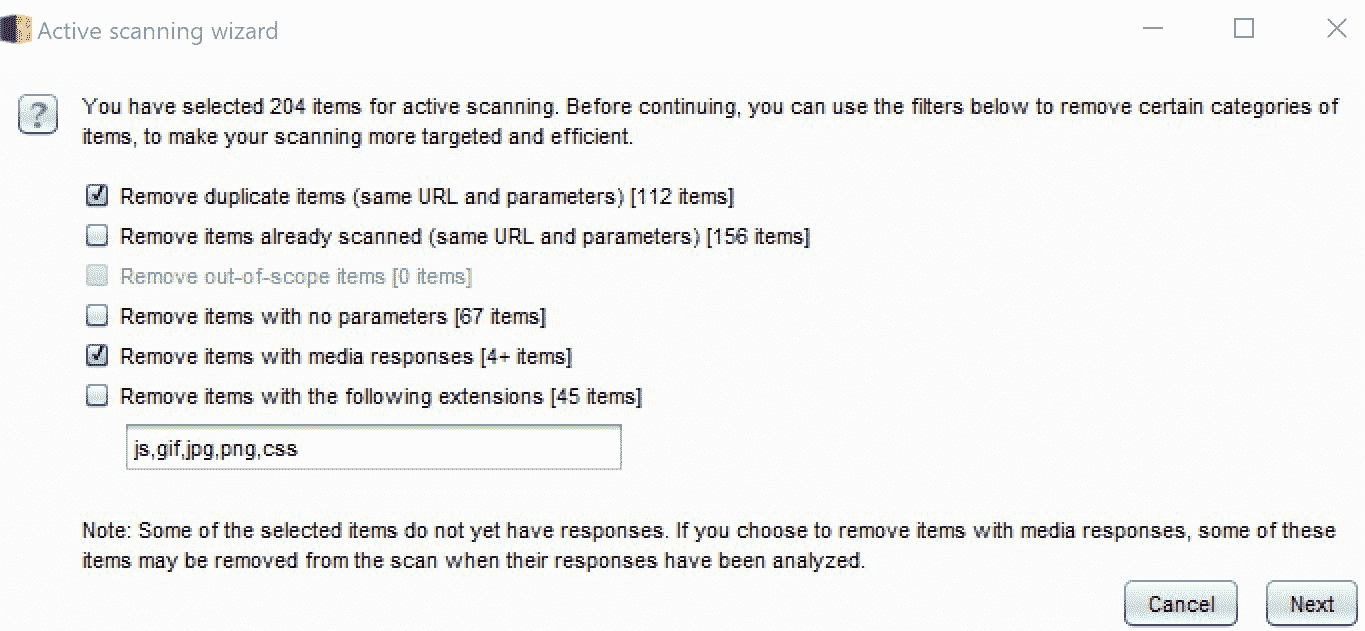 Active scanning wizard
?
You have selected 204 items for active scanning. Before continuing, you can use the filters below to remove certain categories of
items, to make your scanning more targeted and efficient.
Remove duplicate items (same URL and parameters) [112 items]
Remove items already scanned (same URL and parameters) [156 items]
Remove out-of-scope items [0 items]
Remove items with no parameters [67 items]
Remove items with media responses [4+ items]
Remove items with the following extensions [45 items]
js,gif,jpg,png,css
Note: Some of the selected items do not yet have responses. If you choose to remove items with media responses, some of these
items may be removed from the scan when their responses have been analyzed.
Cancel Next